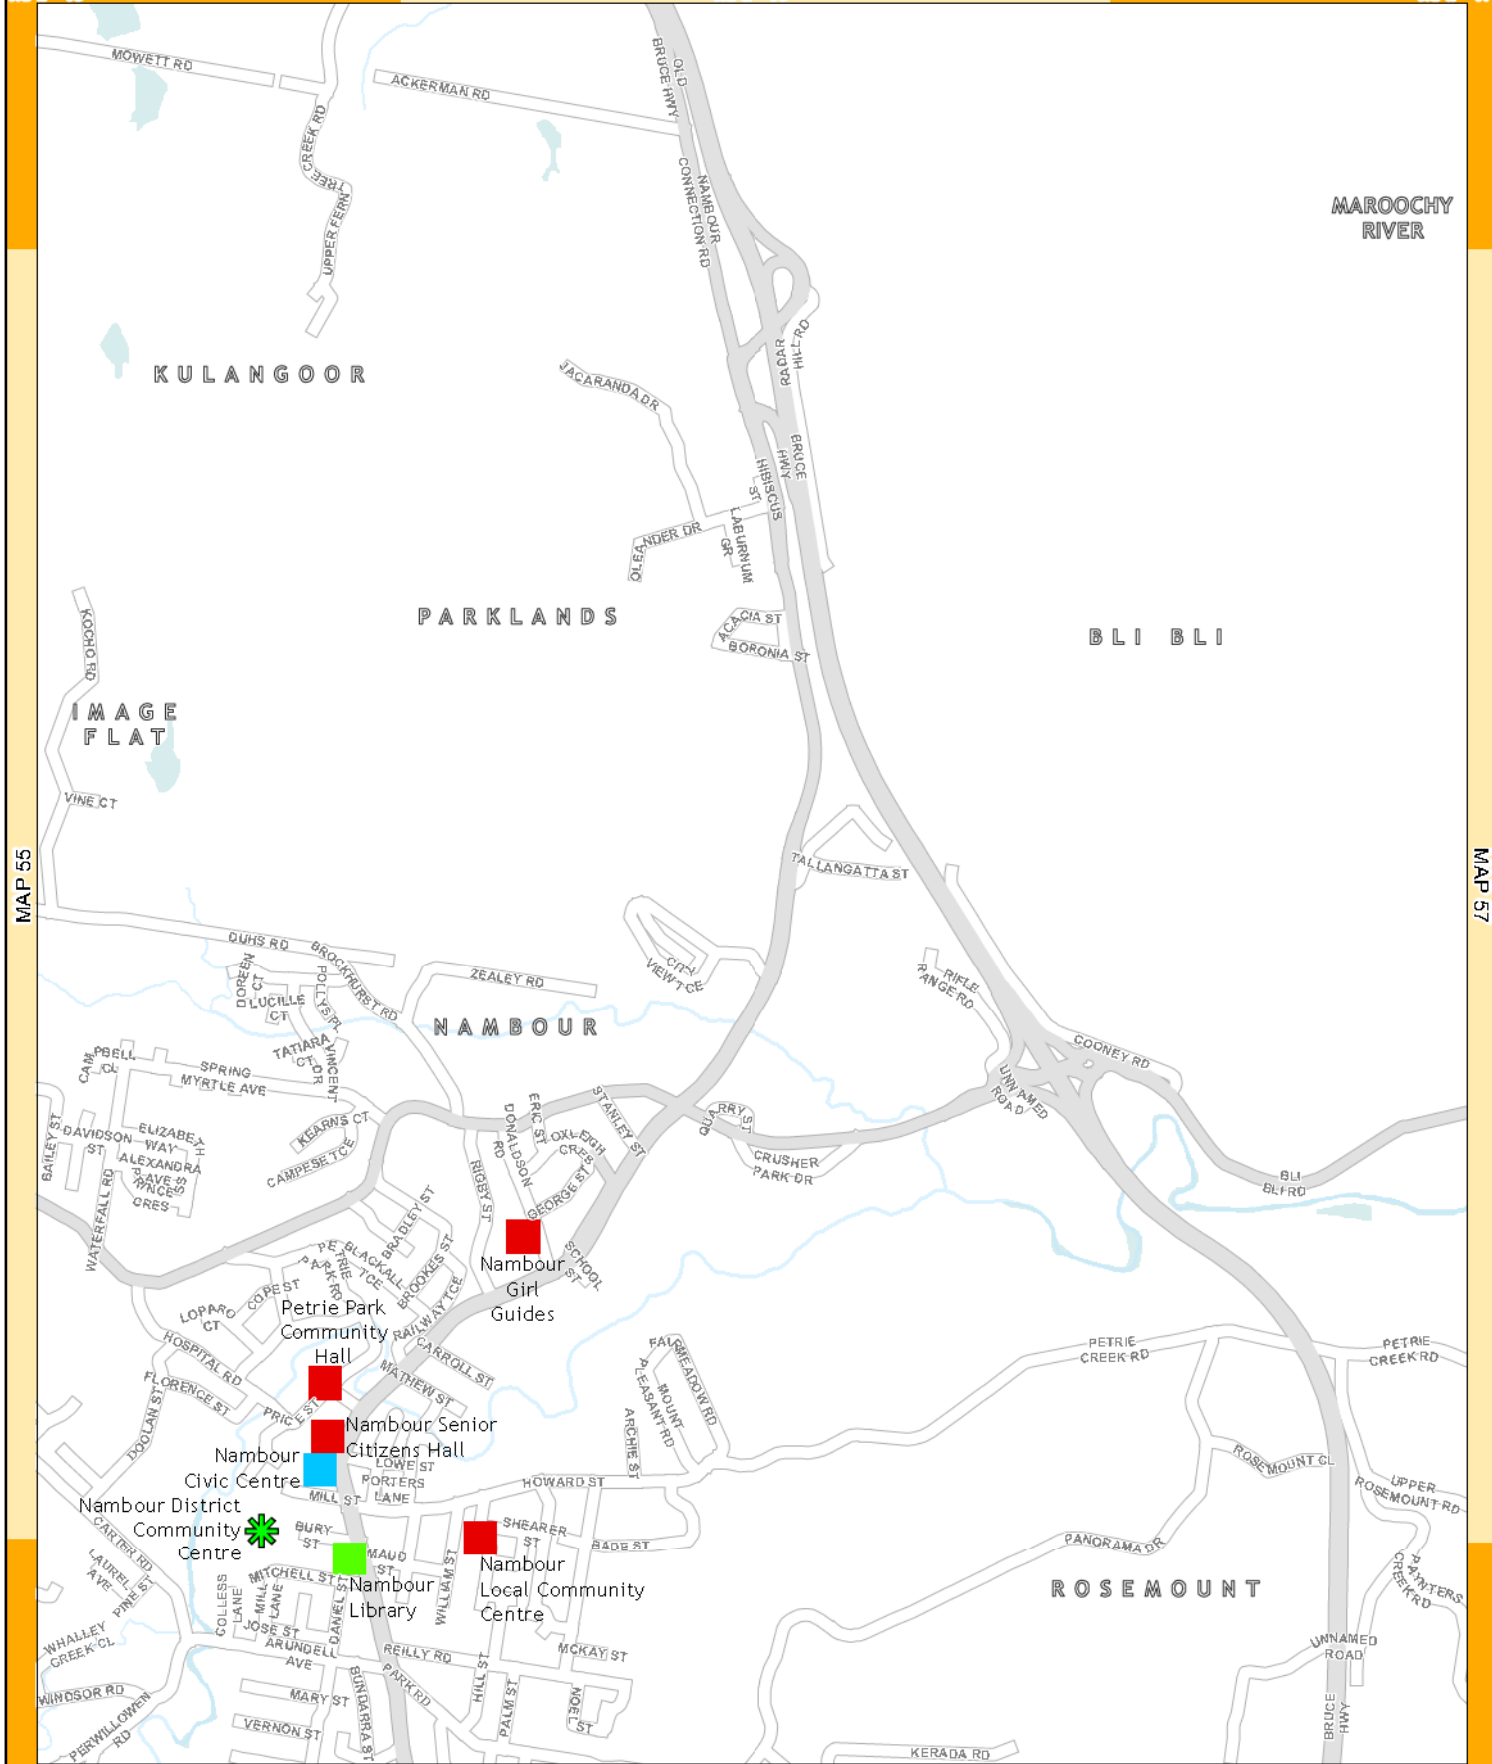 MOWETT RD
ACKERMAN RD
OLD
BRUCE HWY
CREEK RD
TREE
UPPER FERN
NAMBOUR
CONNECTION RD
MAROOCHY
RIVER
RADAR
HILL RD
KULANGOOR
JACARANDA DR
BRUCE
HWY
HIBISCUS
ST
LABURNUM
GR
OLEANDER DR
PARKLANDS
ACACIA ST
BORONIA ST
BLI BLI
KOCHO RD
IMAGE
FLAT
VINE CT
MAP 55
MAP 57
TALLANGATTA ST
DUHS RD
BROCKHURST RD
DOREEN
CT
LUCILLE
CT
POLLYS PL
ZEALEY RD
CITY
VIEW TCE
RIFLE
RANGE RD
NAMBOUR
TATIARA
CT
VINCENT
DR
CAMPBELL
CL
SPRING
MYRTLE AVE
COONEY RD
UNNAMED
ROAD
KEARNS CT
CAMPESE TCE
BAILEY ST
DAVIDSON
ST
ELIZABETH
WAY
ALEXANDRA
AVE
PRINCESS
CRES
WATERFALL RD
DONALDSON
RD
ERIC ST
STANLEY ST
LOXLEIGH
CRES
GEORGE ST
RIGBY ST
QUARRY
ST
CRUSHER
PARK DR
BLI
BLI RD
BRADLEY ST
BLACKALL
TCE
PETRIE
PARK RD
BROOKES ST
RAILWAY TCE
SCHOOL
ST
Nambour
Girl
Guides
COPE ST
LOPARO
CT
Petrie Park
Community
Hall
HOSPITAL RD
FLORENCE ST
DOOLAN ST
PRICE ST
CARROLL ST
MATHEW ST
FAIRMEADOW RD
MOUNT
PLEASANT RD
ARCHIE ST
PETRIE
CREEK RD
PETRIE
CREEK RD
Nambour Senior
Citizens Hall
Nambour
Civic Centre
LOWE ST
PORTERS
LANE
MILL ST
HOWARD ST
ROSEMOUNT CL
UPPER
ROSEMOUNT RD
Nambour District
Community
Centre
BURY
ST
MAUD
ST
SHEARER
ST
BADE ST
PANORAMA DR
CARTER RD
LAUREL
AVE
PINE ST
MITCHELL ST
Nambour
Library
WILLIAM ST
Nambour
Local Community
Centre
PAYNTERS
CREEK RD
ROSEMOUNT
COLLESS
LANE
MILL
LANE
DANIEL ST
JOSE ST
ARUNDELL
AVE
WHALLEY
CREEK CL
REILLY RD
MCKAY ST
UNNAMED
ROAD
WINDSOR RD
PERWILLOWEN
RD
MARY ST
VERNON ST
BUNDARRA ST
PARK RD
HILL ST
PALM ST
NOEL
ST
KERADA RD
BRUCE
HWY